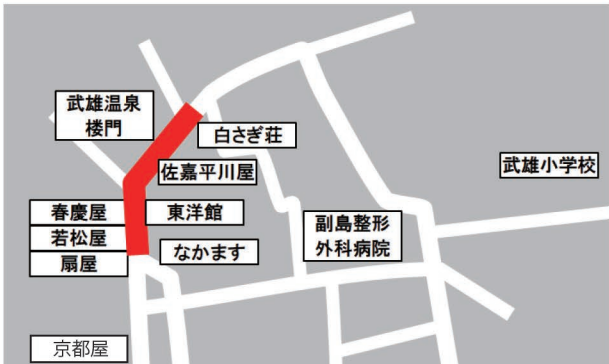 武雄温泉
楼門
白さぎ荘
佐嘉平川屋
武雄小学校
春慶屋
東洋館
若松屋
なかます
扇屋
副島整形
外科病院
京都屋